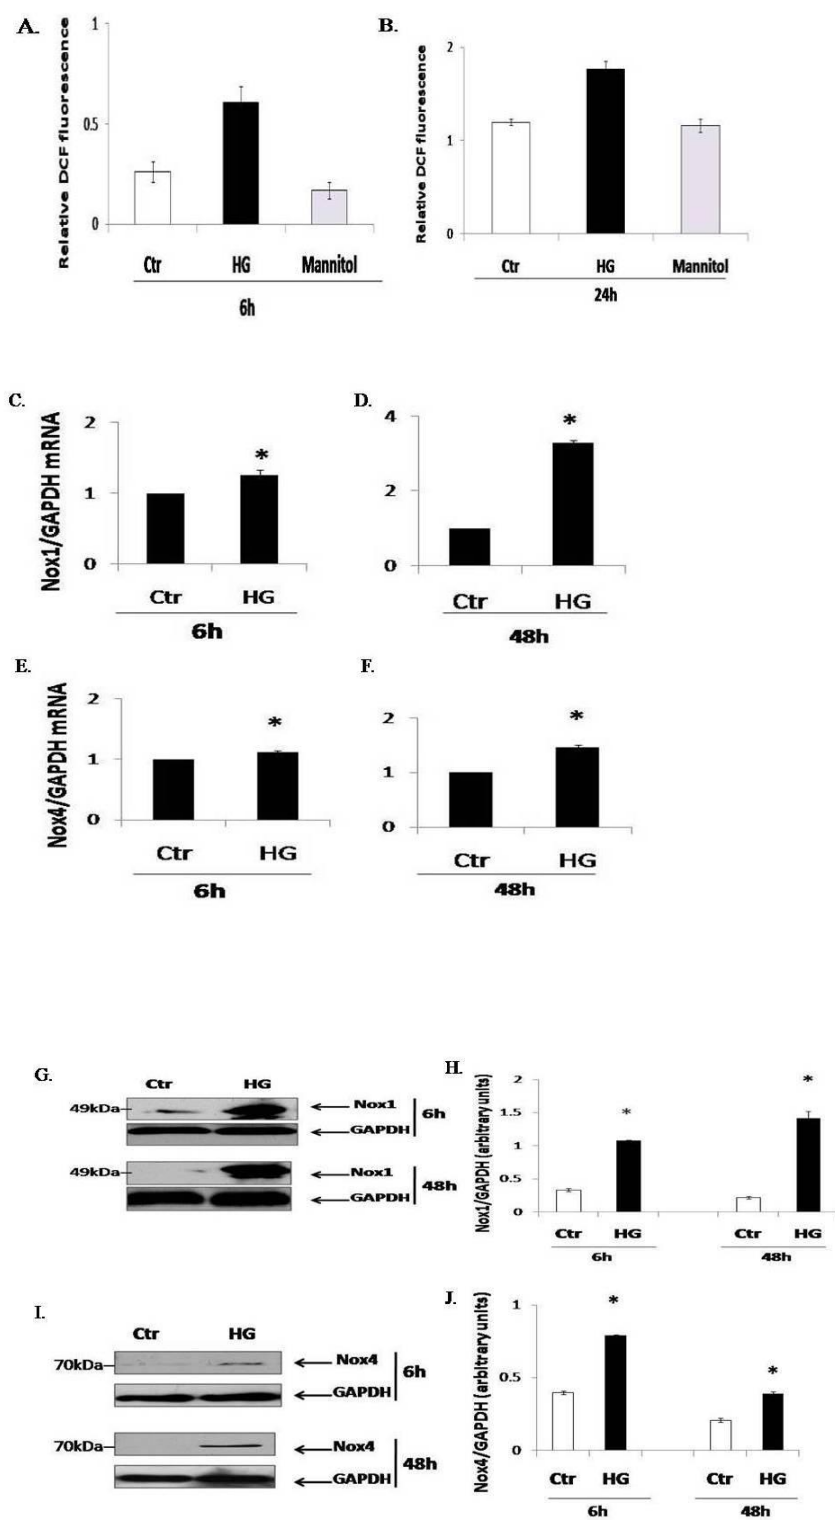 A.
Relative DCF fluorescence
1
0.5
0
Ctr HG Mannitol
6h
B.
Relative DCF fluorescence
2
1
0
Ctr HG Mannitol
24h
C.
Nox1/GAPDH mRNA
2
1
0
*
Ctr HG
6h
D.
4
2
0
*
Ctr HG
48h
E.
Nox4/GAPDH mRNA
2
1
0
*
Ctr HG
6h
F.
2
1
0
*
Ctr HG
48h
G.
Ctr HG
49kDa Nox1
GAPDH
6h
49kDa Nox1
GAPDH
48h
H.
Nox1/GAPDH (arbitrary units)
2
1.5
1
0.5
0
* *
Ctr HG Ctr HG
6h 48h
I.
Ctr HG
70kDa Nox4
GAPDH
6h
70kDa Nox4
GAPDH
48h
J.
Nox4/GAPDH (arbitrary units)
1
0.5
0
* *
Ctr HG Ctr HG
6h 48h